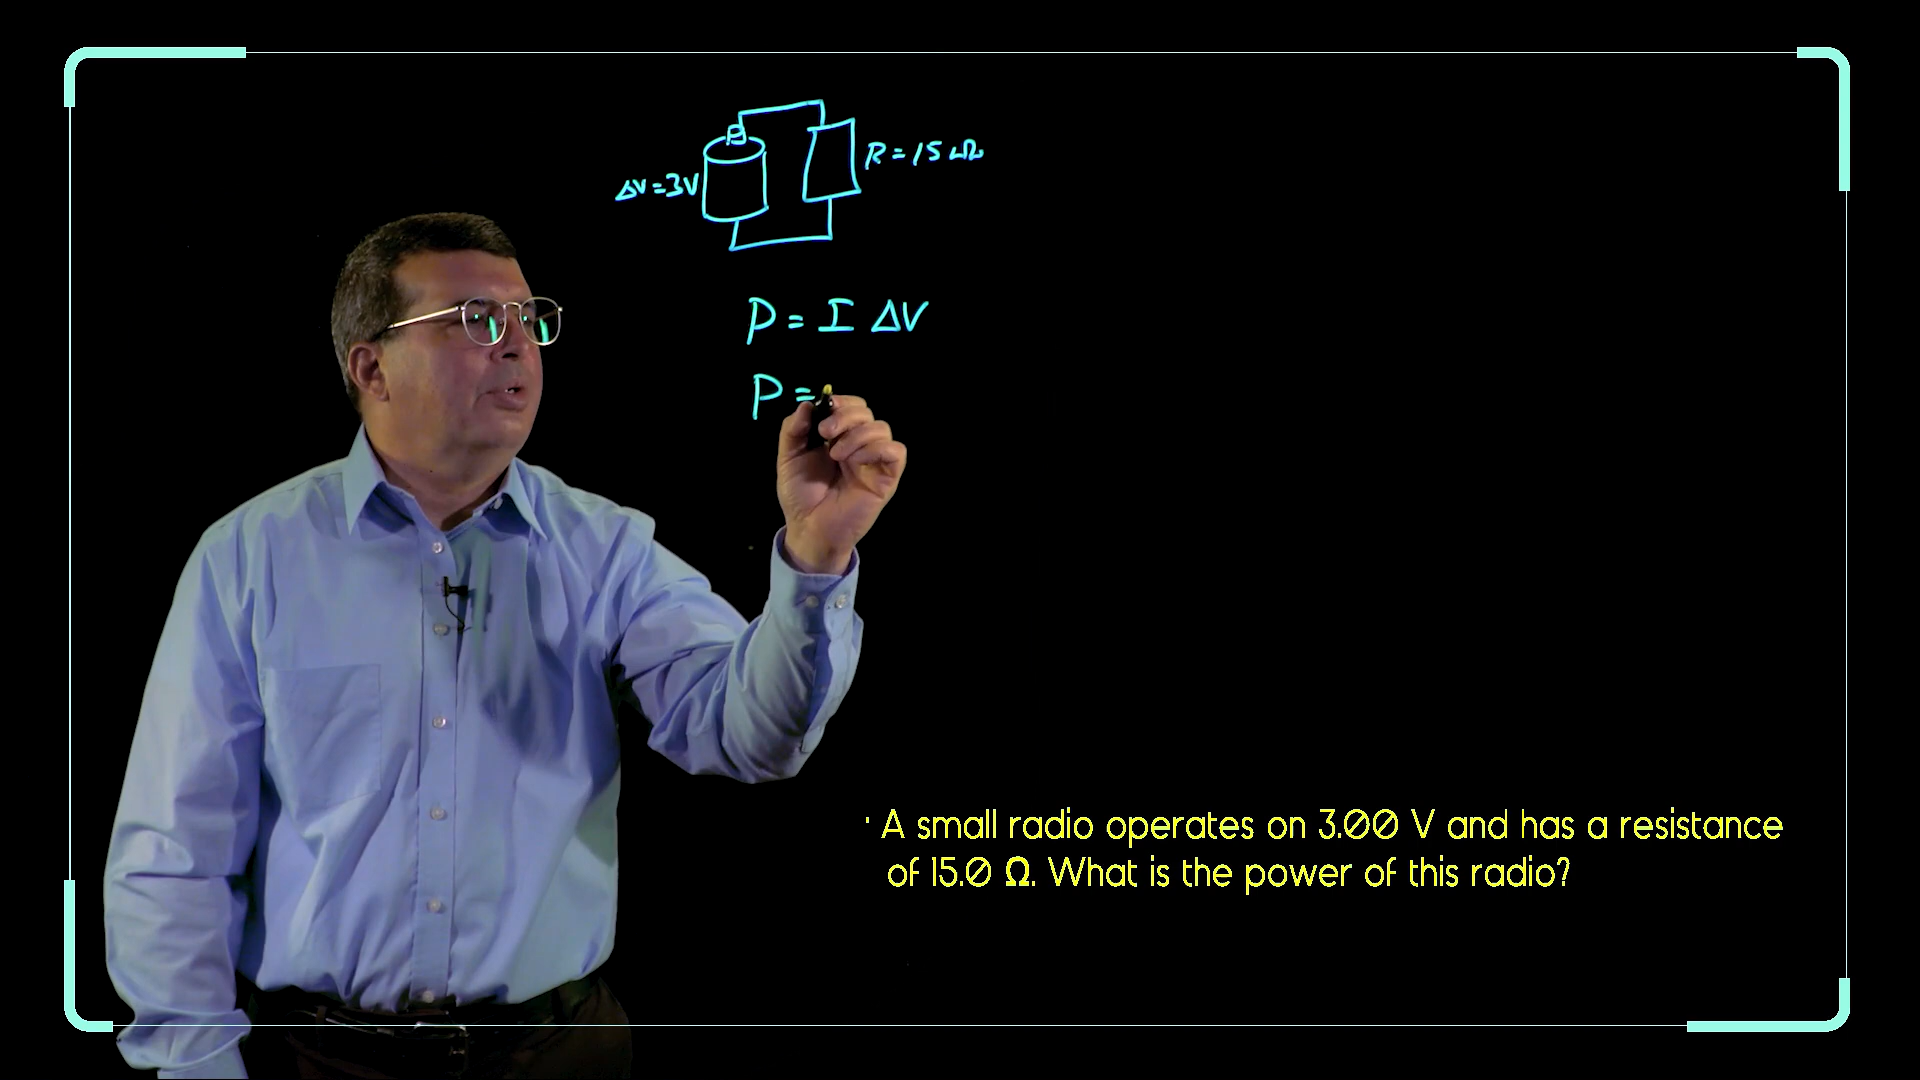 R = 15 Ω
ΔV = 3V
P = I ΔV
P =
· A small radio operates on 3.00 V and has a resistance
of 15.0 Ω. What is the power of this radio?